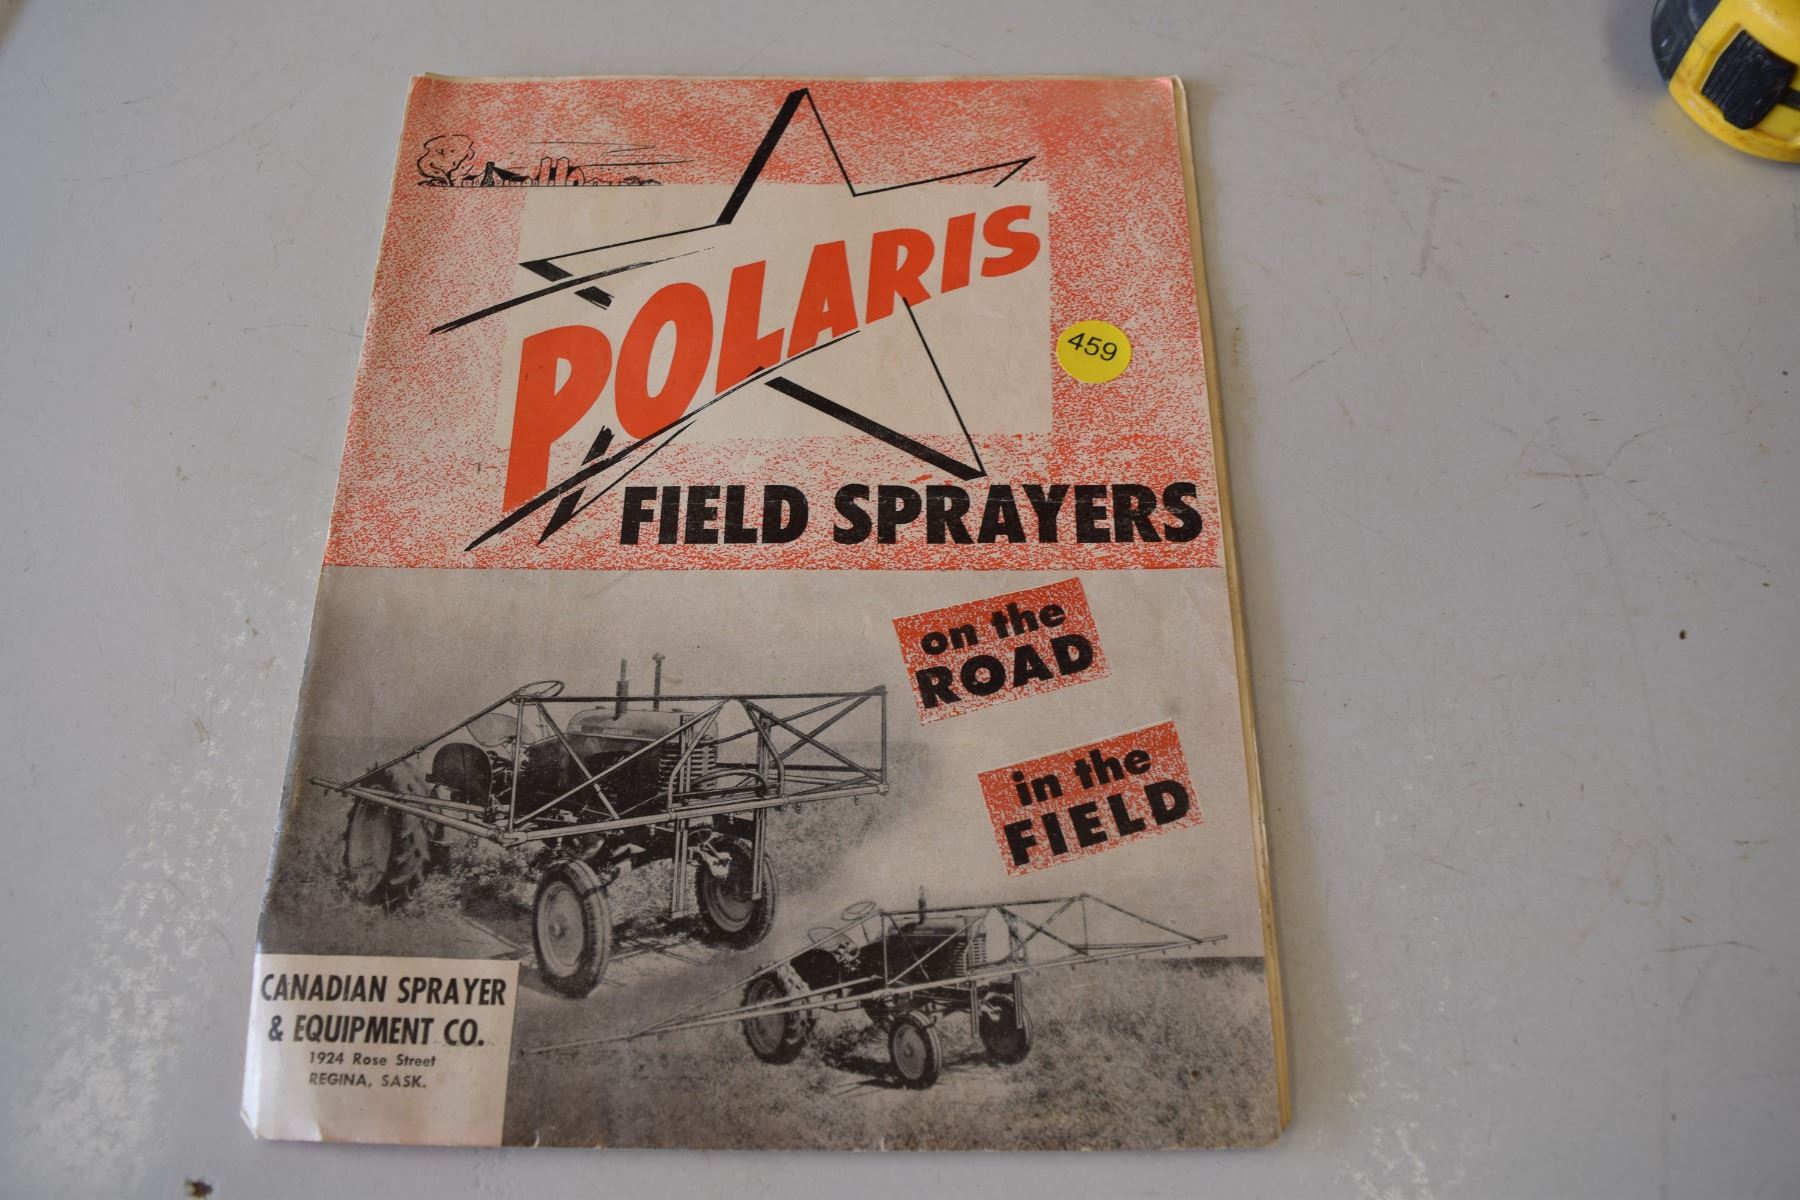 POLARIS
459
FIELD SPRAYERS
on the
ROAD
in the
FIELD
CANADIAN SPRAYER
& EQUIPMENT CO.
1924 Rose Street
REGINA, SASK.